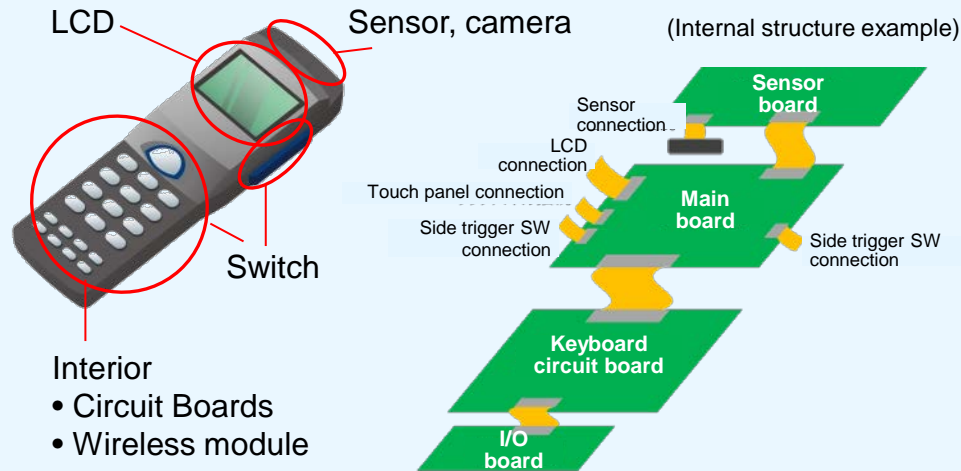 LCD
Sensor, camera
(Internal structure example)
Sensor
board
Sensor
connection
LCD
connection
Touch panel connection
Main
board
Side trigger SW
connection
Side trigger SW
connection
Switch
Keyboard
circuit board
Interior
• Circuit Boards
• Wireless module
I/O
board